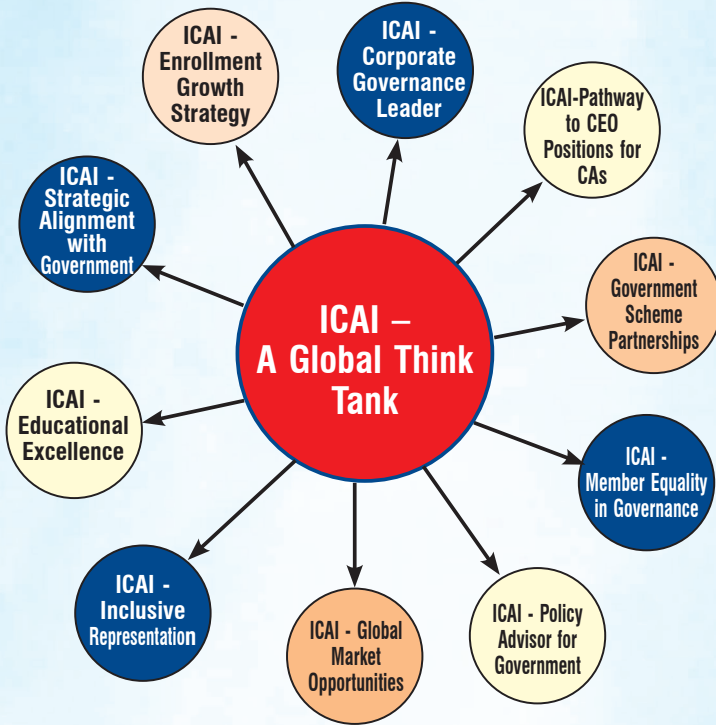 ICAI -
Enrollment
Growth
Strategy
ICAI -
Corporate
Governance
Leader
ICAI-Pathway
to CEO
Positions for
CAs
ICAI -
Strategic
Alignment
with
Government
ICAI -
Government
Scheme
Partnerships
ICAI –
A Global Think
Tank
ICAI -
Educational
Excellence
ICAI -
Member Equality
in Governance
ICAI -
Inclusive
Representation
ICAI - Global
Market
Opportunities
ICAI - Policy
Advisor for
Government